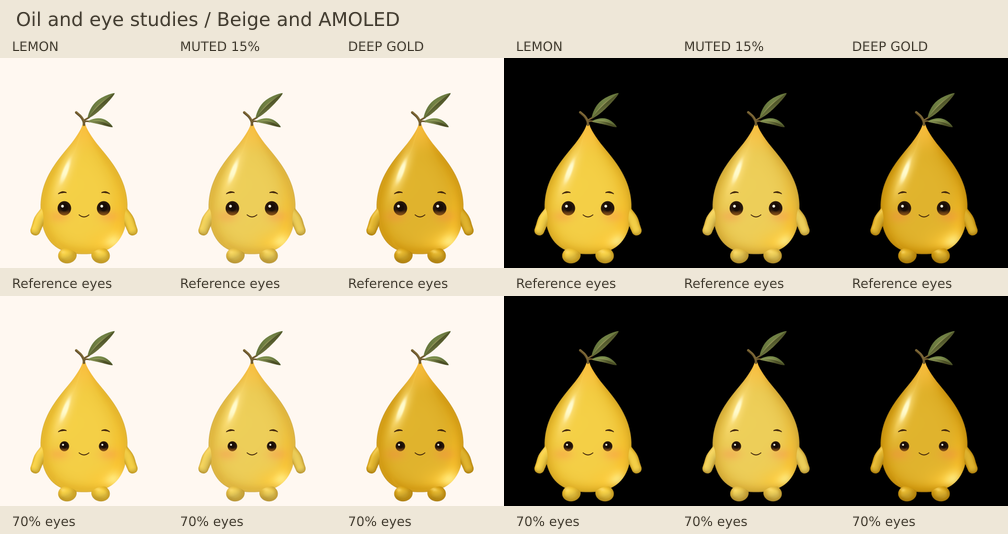 Oil and eye studies / Beige and AMOLED
LEMON MUTED 15% DEEP GOLD LEMON MUTED 15% DEEP GOLD
Reference eyes Reference eyes Reference eyes Reference eyes Reference eyes Reference eyes
70% eyes 70% eyes 70% eyes 70% eyes 70% eyes 70% eyes